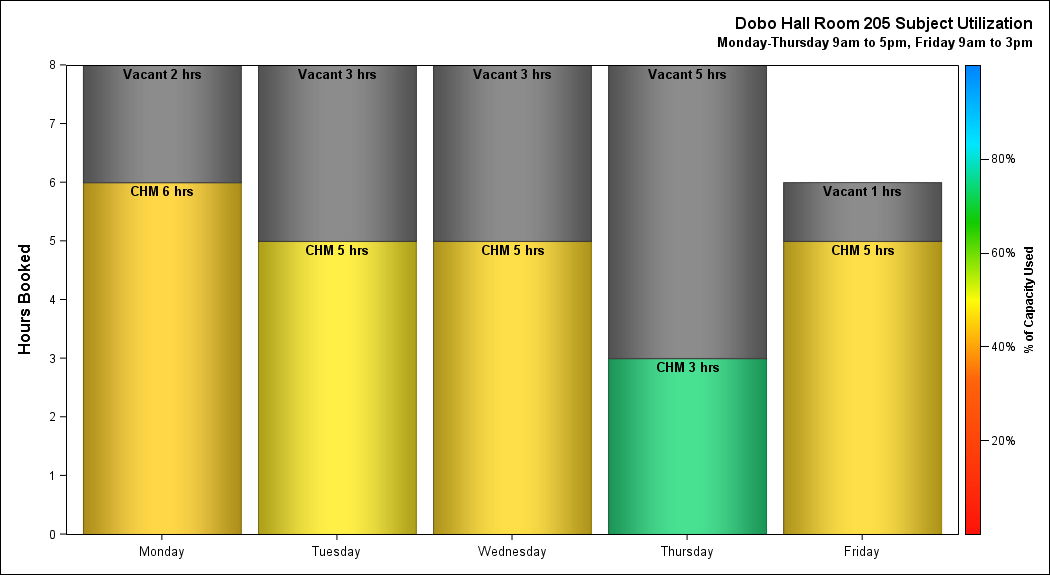 Dobo Hall Room 205 Subject Utilization
Monday-Thursday 9am to 5pm, Friday 9am to 3pm
Hours Booked
8
7
6
5
4
3
2
1
0
Vacant 2 hrs
CHM 6 hrs
Vacant 3 hrs
CHM 5 hrs
Vacant 3 hrs
CHM 5 hrs
Vacant 5 hrs
CHM 3 hrs
Vacant 1 hrs
CHM 5 hrs
Monday
Tuesday
Wednesday
Thursday
Friday
80%
60%
40%
20%
% of Capacity Used